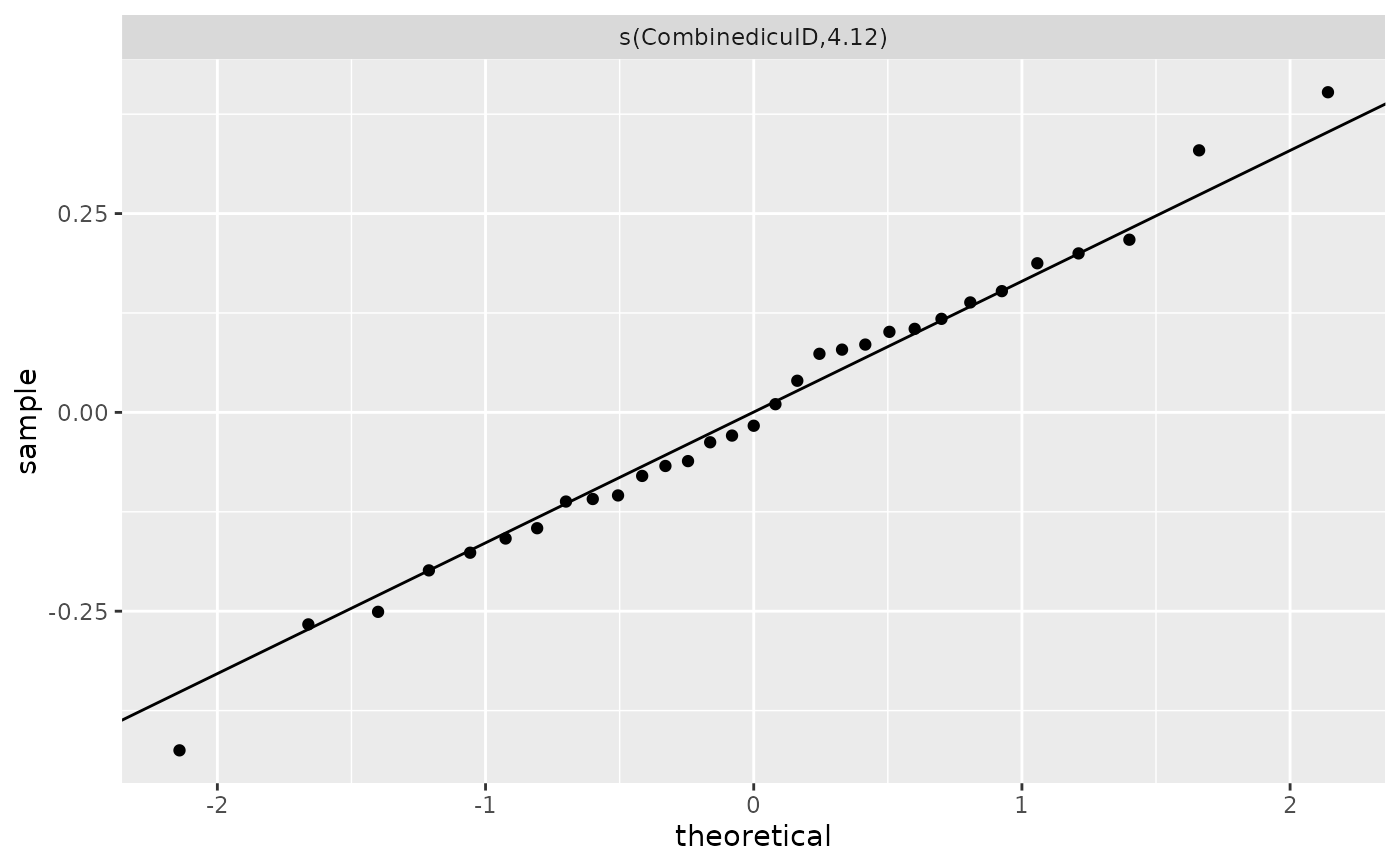 s(CombinedicuID,4.12)
0.25
0.00
-0.25
sample
-2
-1
0
1
2
theoretical